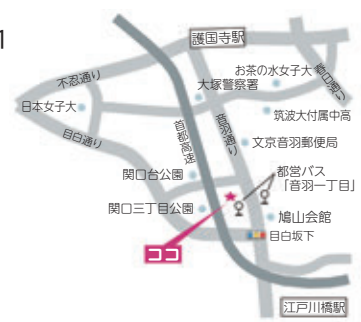 1
護国寺駅
お茶の水女子大
不忍通り
大塚警察署
春日通り
日本女子大
筑波大付属中高
首都高速
音羽通り
目白通り
文京音羽郵便局
関口台公園
都営バス
「音羽一丁目」
関口三丁目公園
鳩山会館
目白坂下
ココ
江戸川橋駅